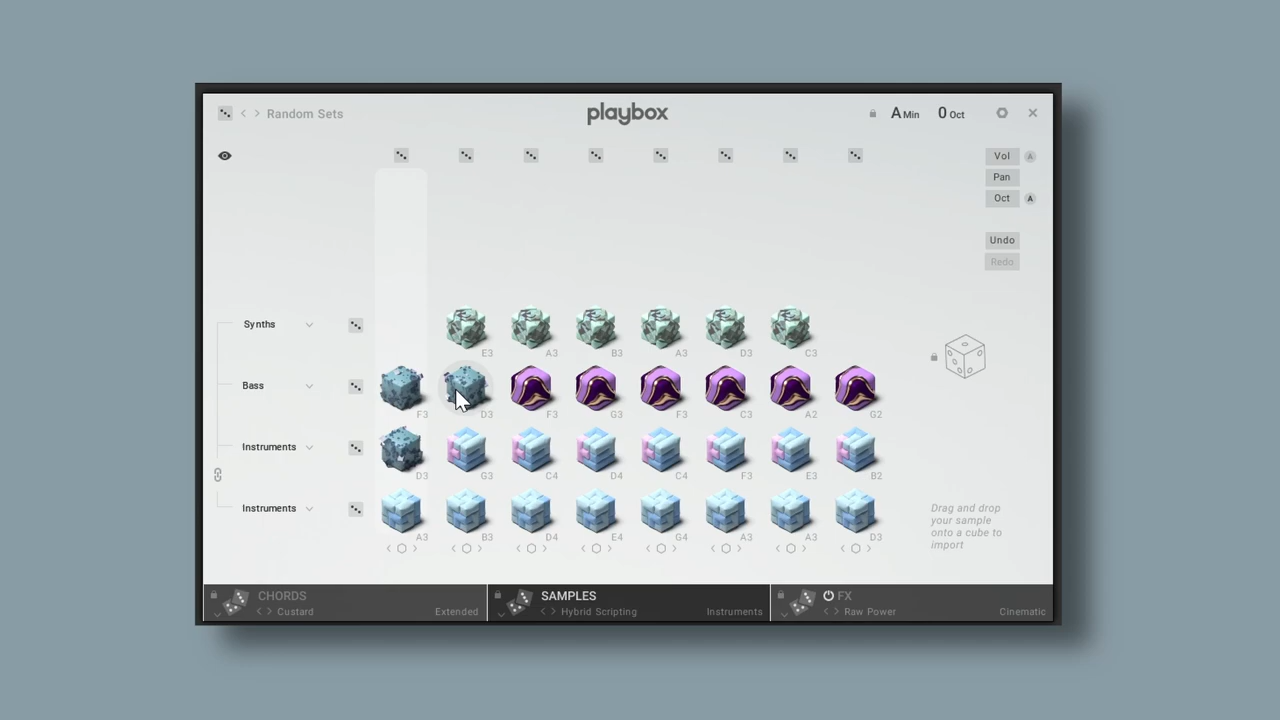 Random Sets
playbox
A Min
0 Oct
Vol A
Pan
Oct A
Undo
Redo
Synths
E3 A3 B3 A3 D3 C3
Bass
F3 D3 F3 G3 F3 C3 A2 G2
Instruments
D3 G3 C4 D4 C4 F3 E3 B2
Instruments
A3 B3 D4 E4 G4 A3 A3 D3
Drag and drop
your sample
onto a cube to
import
CHORDS
Custard Extended
SAMPLES
Hybrid Scripting Instruments
FX
Raw Power Cinematic